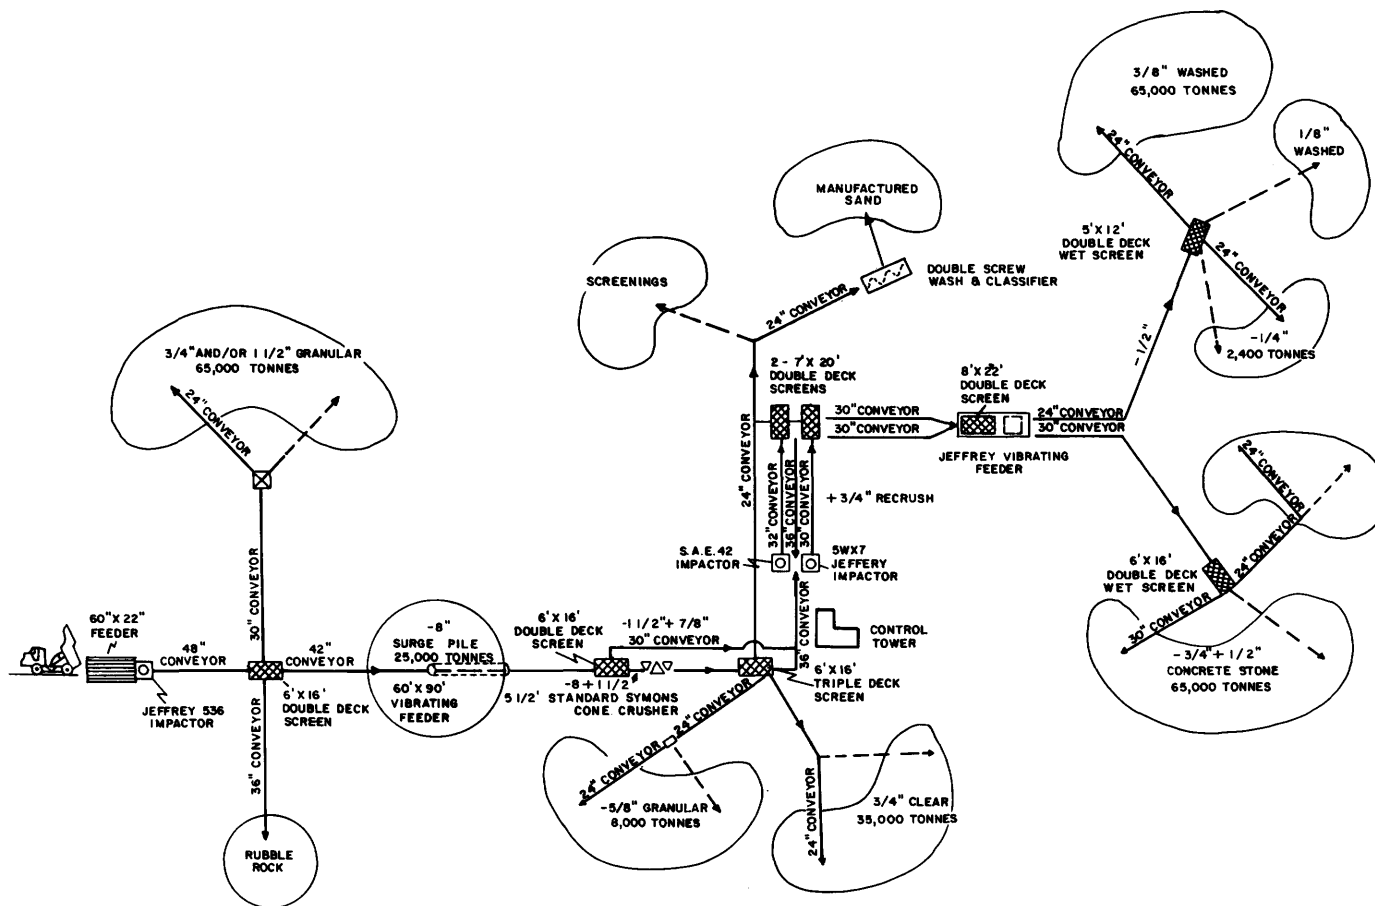 3/8" WASHED
65,000 TONNES
1/8"
WASHED
24" CONVEYOR
MANUFACTURED
SAND
5' X 12'
DOUBLE DECK
WET SCREEN
24" CONVEYOR
SCREENINGS
DOUBLE SCREW
WASH & CLASSIFIER
24" CONVEYOR
-1/4"
2,400 TONNES
-1/2"
3/4" AND/OR 1 1/2" GRANULAR
65,000 TONNES
24" CONVEYOR
2 - 7' X 20'
DOUBLE DECK
SCREENS
8' X 22'
DOUBLE DECK
SCREEN
30" CONVEYOR
30" CONVEYOR
24" CONVEYOR
30" CONVEYOR
JEFFREY VIBRATING
FEEDER
24" CONVEYOR
24" CONVEYOR
24" CONVEYOR
32" CONVEYOR
36" CONVEYOR
30" CONVEYOR
+ 3/4" RECRUSH
S.A.E. 42
IMPACTOR
5WX7
JEFFERY
IMPACTOR
6' X 16'
DOUBLE DECK
WET SCREEN
30" CONVEYOR
30" CONVEYOR
60" X 22"
FEEDER
48"
CONVEYOR
42"
CONVEYOR
-8"
SURGE PILE
25,000 TONNES
60' X 90'
VIBRATING
FEEDER
6' X 16'
DOUBLE DECK
SCREEN
-1 1/2" + 7/8"
30" CONVEYOR
36" CONVEYOR
CONTROL
TOWER
6' X 16'
TRIPLE DECK
SCREEN
- 3/4" + 1/2"
CONCRETE STONE
65,000 TONNES
JEFFREY 536
IMPACTOR
6' X 16'
DOUBLE DECK
SCREEN
-8 + 1 1/2
5 1/2' STANDARD SYMONS
CONE CRUSHER
36" CONVEYOR
24" CONVEYOR
24" CONVEYOR
-5/8" GRANULAR
8,000 TONNES
24" CONVEYOR
3/4" CLEAR
35,000 TONNES
RUBBLE
ROCK